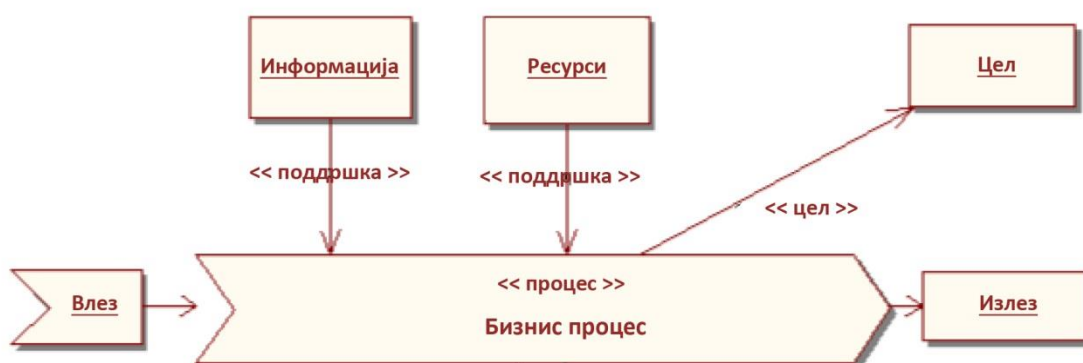 Информација
Ресурси
Цел
<< поддршка >>
<< поддршка >>
<< цел >>
<< процес >>
Влез
Бизнис процес
Излез